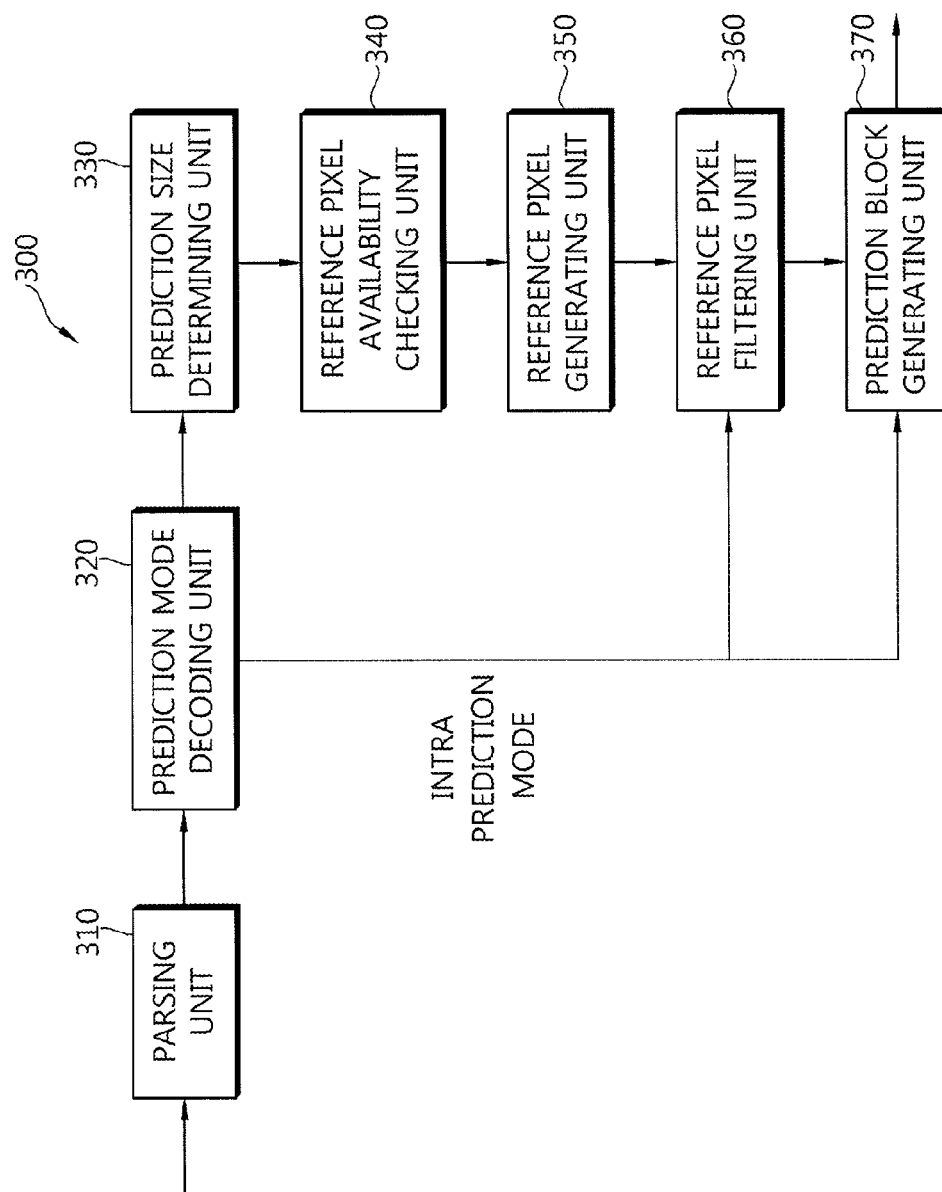 300
310
PARSING
UNIT
320
PREDICTION MODE
DECODING UNIT
330
PREDICTION SIZE
DETERMINING UNIT
340
REFERENCE PIXEL
AVAILABILITY
CHECKING UNIT
350
REFERENCE PIXEL
GENERATING UNIT
INTRA
PREDICTION
MODE
360
REFERENCE PIXEL
FILTERING UNIT
370
PREDICTION BLOCK
GENERATING UNIT